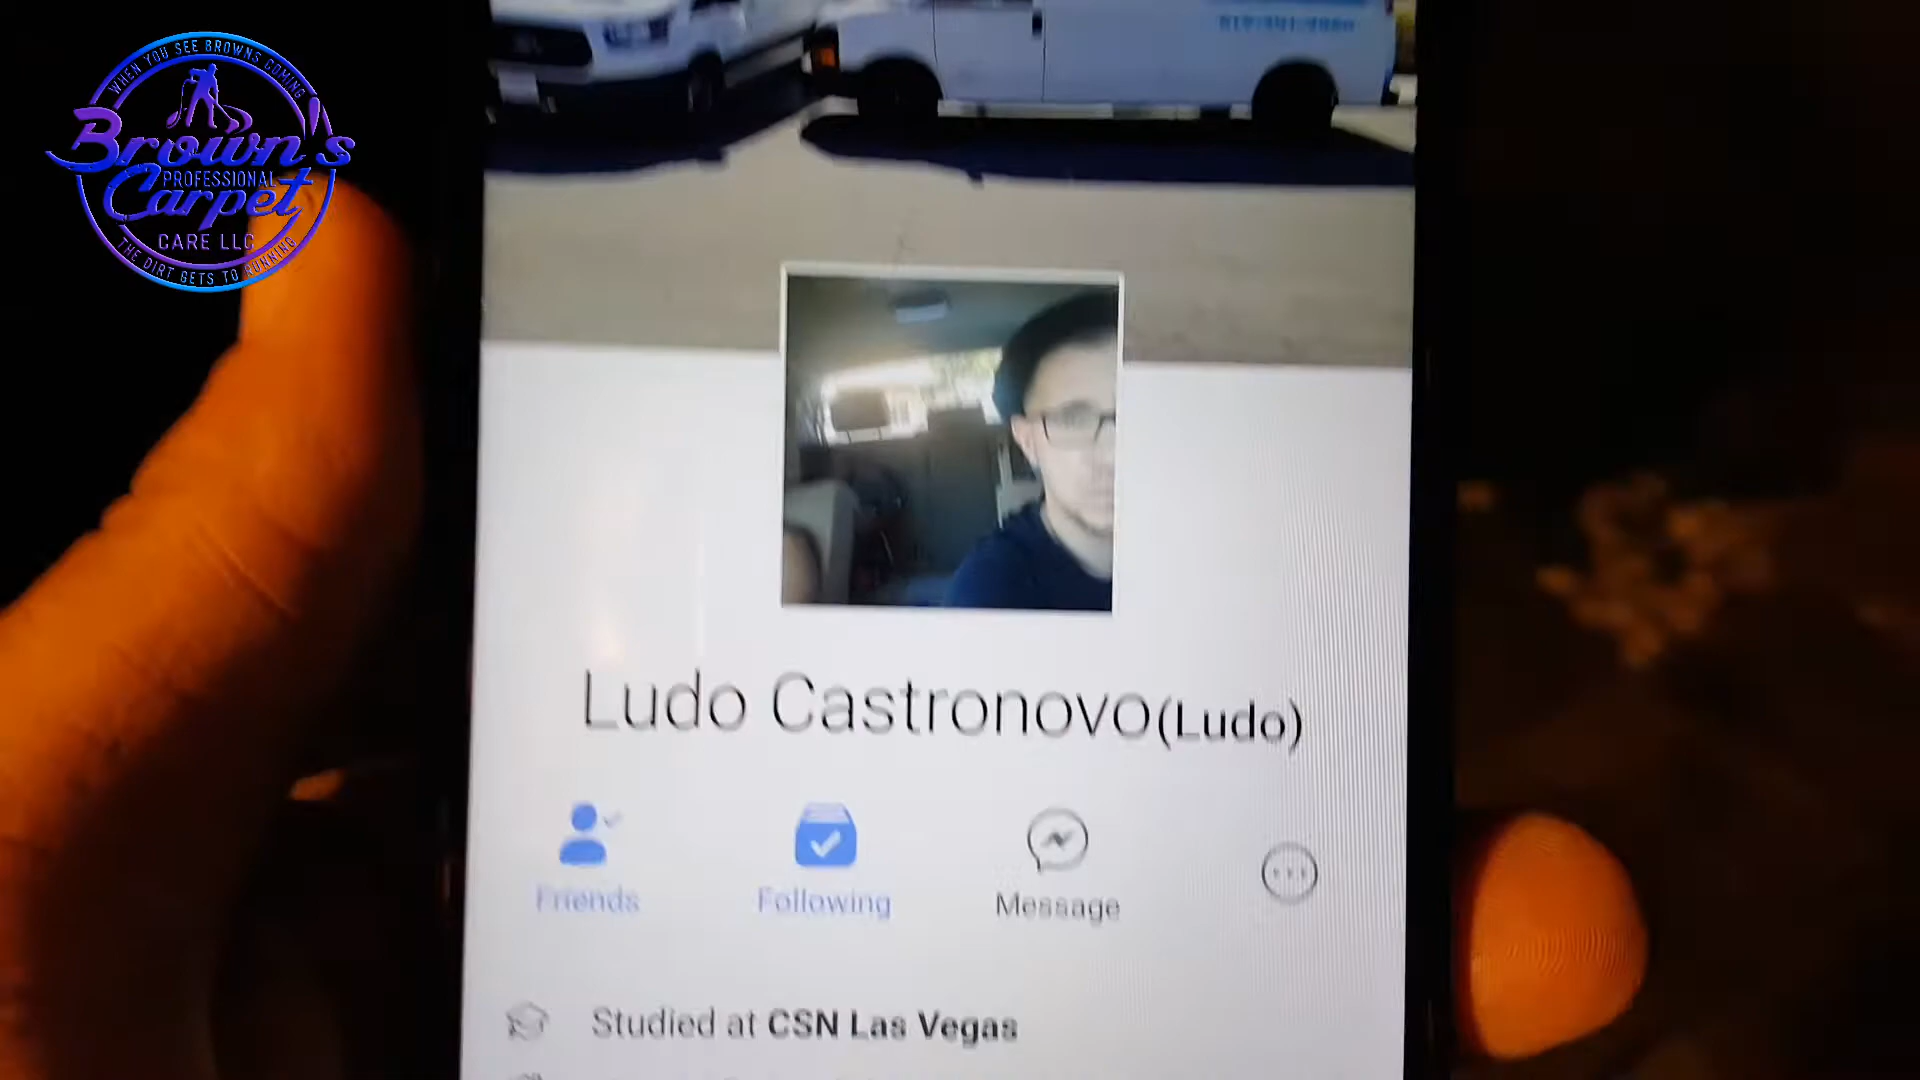 WHEN YOU SEE BROWNS COMING
Brown's
PROFESSIONAL
Carpet
CARE LLC
THE DIRT GETS TO RUNNING
Ludo Castronovo(Ludo)
Friends
Following
Message
Studied at CSN Las Vegas